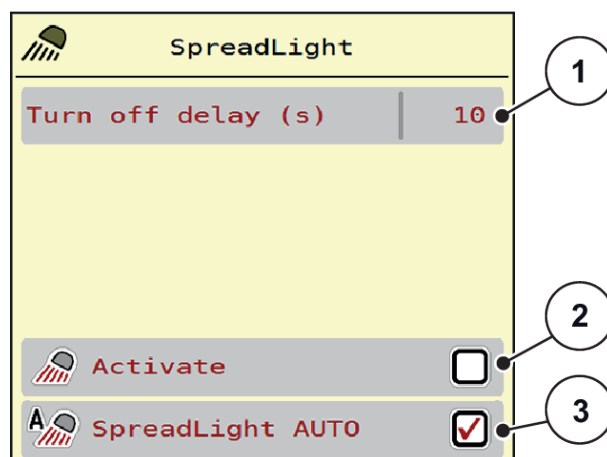 SpreadLight
1
Turn off delay (s) 10
2
Activate
3
A
SpreadLight AUTO